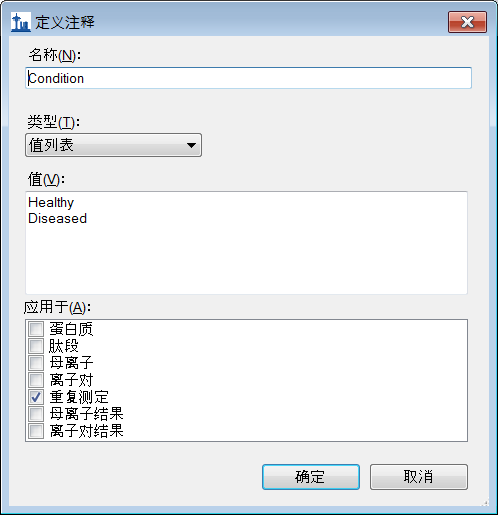 定义注释
名称(N):
Condition
类型(T):
值列表
值(V):
Healthy
Diseased
应用于(A):
蛋白质
肽段
母离子
离子对
重复测定
母离子结果
离子对结果
确定
取消